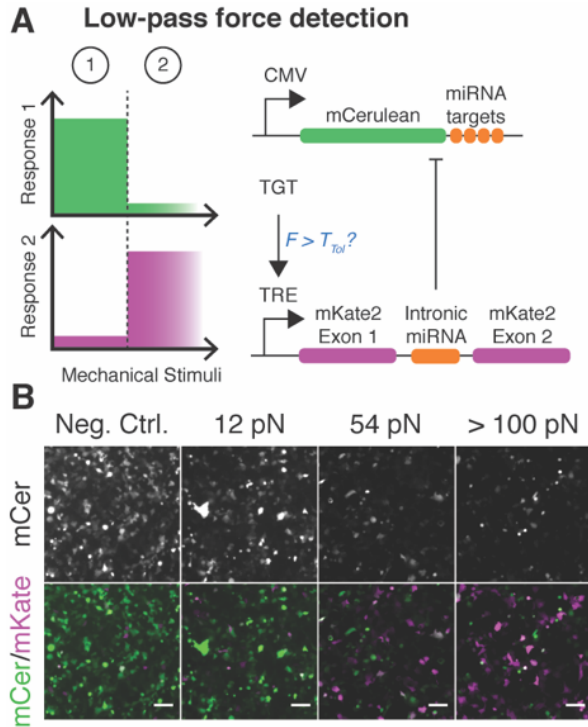 A Low-pass force detection
1 2
Response 1
Response 2
Mechanical Stimuli
CMV
mCerulean
miRNA
targets
TGT
F > T_Tol?
TRE
mKate2
Exon 1
Intronic
miRNA
mKate2
Exon 2
B
Neg. Ctrl. 12 pN 54 pN > 100 pN
mCer
mCer/mKate